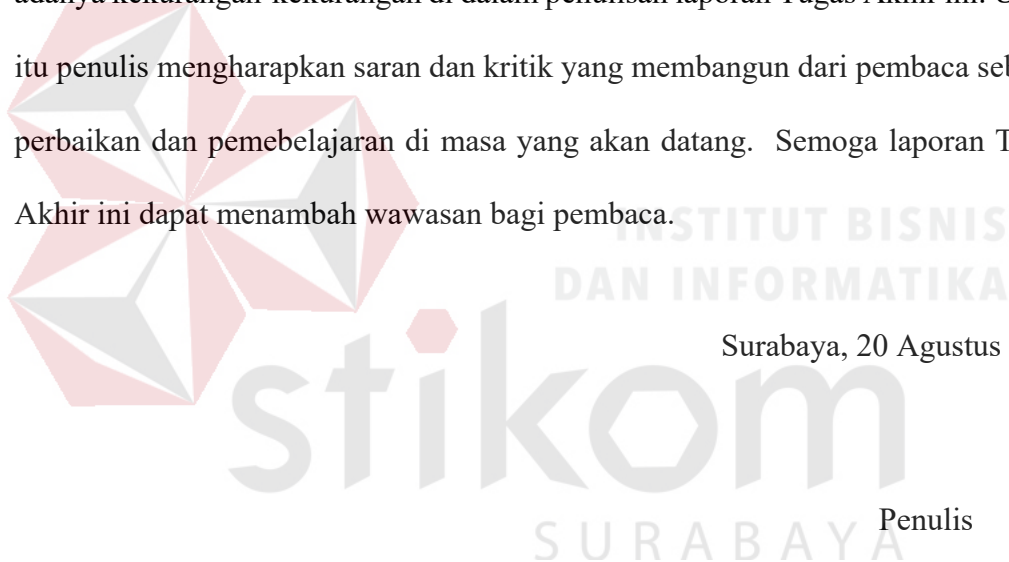 itu penulis mengharapkan saran dan kritik yang membangun dari pembaca
perbaikan dan pemebelajaran di masa yang akan datang. Semoga laporan
Akhir ini dapat menambah wawasan bagi pembaca.
INSTITUT BISNIS
DAN INFORMATIKA
Surabaya, 20 Agustus
stikom
Penulis
SURABAYA